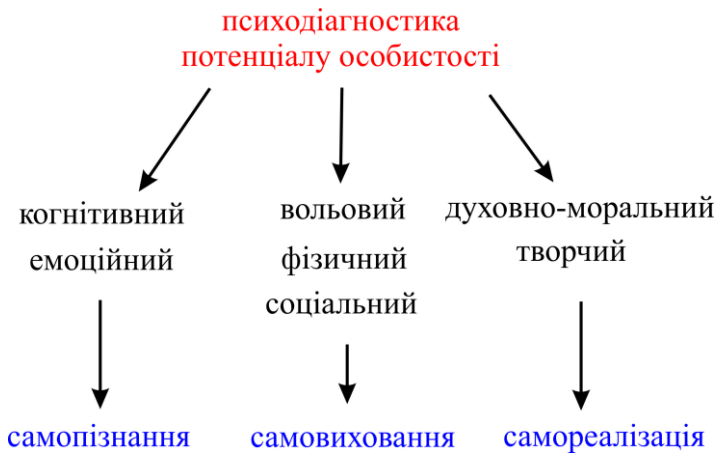 психодіагностика
потенціалу особистості
когнітивний
емоційний
вольовий
фізичний
соціальний
духовно-моральний
творчий
самопізнання
самовиховання
самореалізація